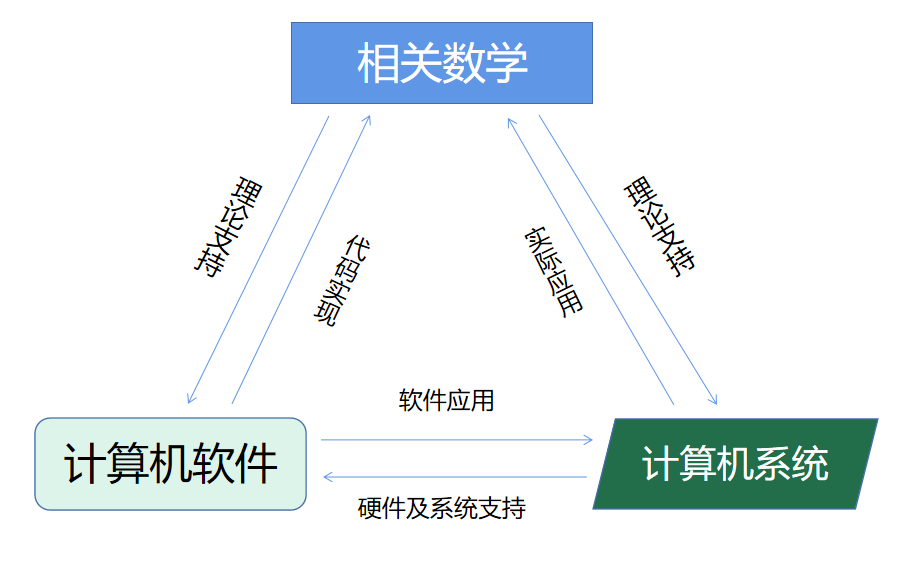 相关数学
理论支持
代码实现
实际应用
理论支持
软件应用
计算机软件
计算机系统
硬件及系统支持